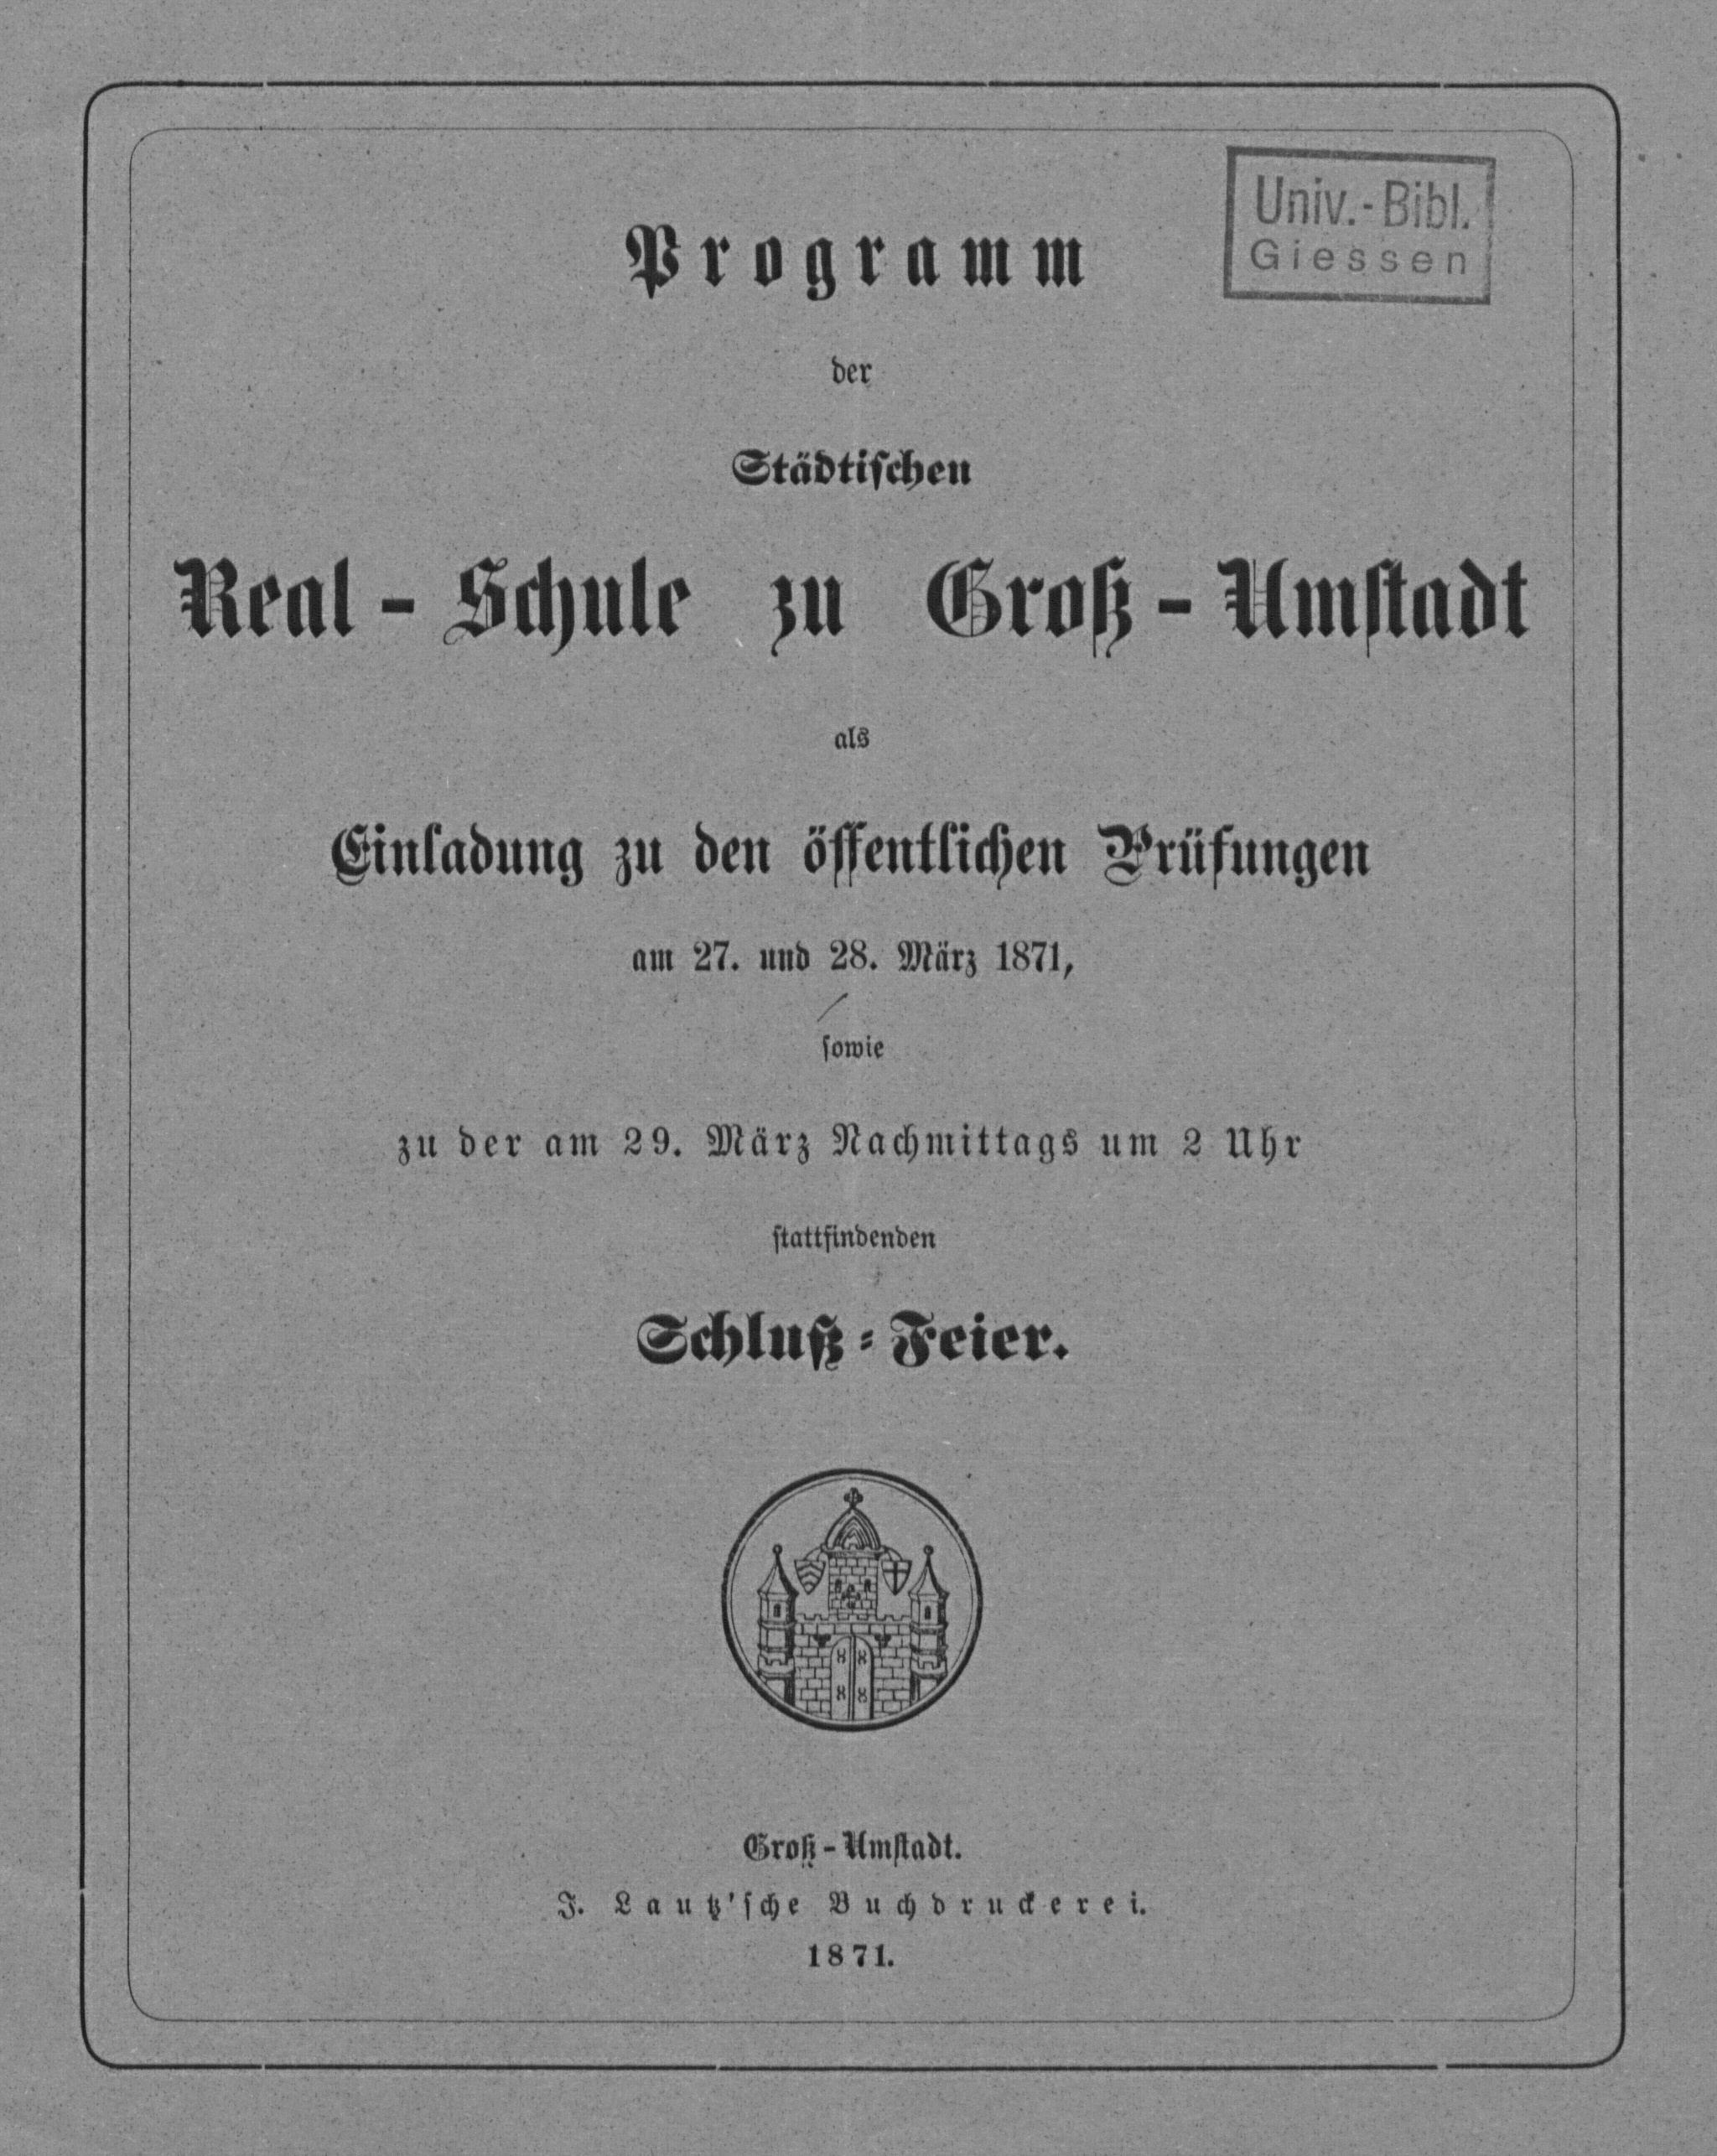 Univ.-Bibl.
Giessen
Programm
der
Städtischen
Real-Schule zu Groß-Umstadt
als
Einladung zu den öffentlichen Prüfungen
am 27. und 28. März 1871,
sowie
zu der am 29. März Nachmittags um 2 Uhr
stattfindenden
Schluß-Feier.
Groß-Umstadt.
J. Lautz'sche Buchdruckerei.
1871.